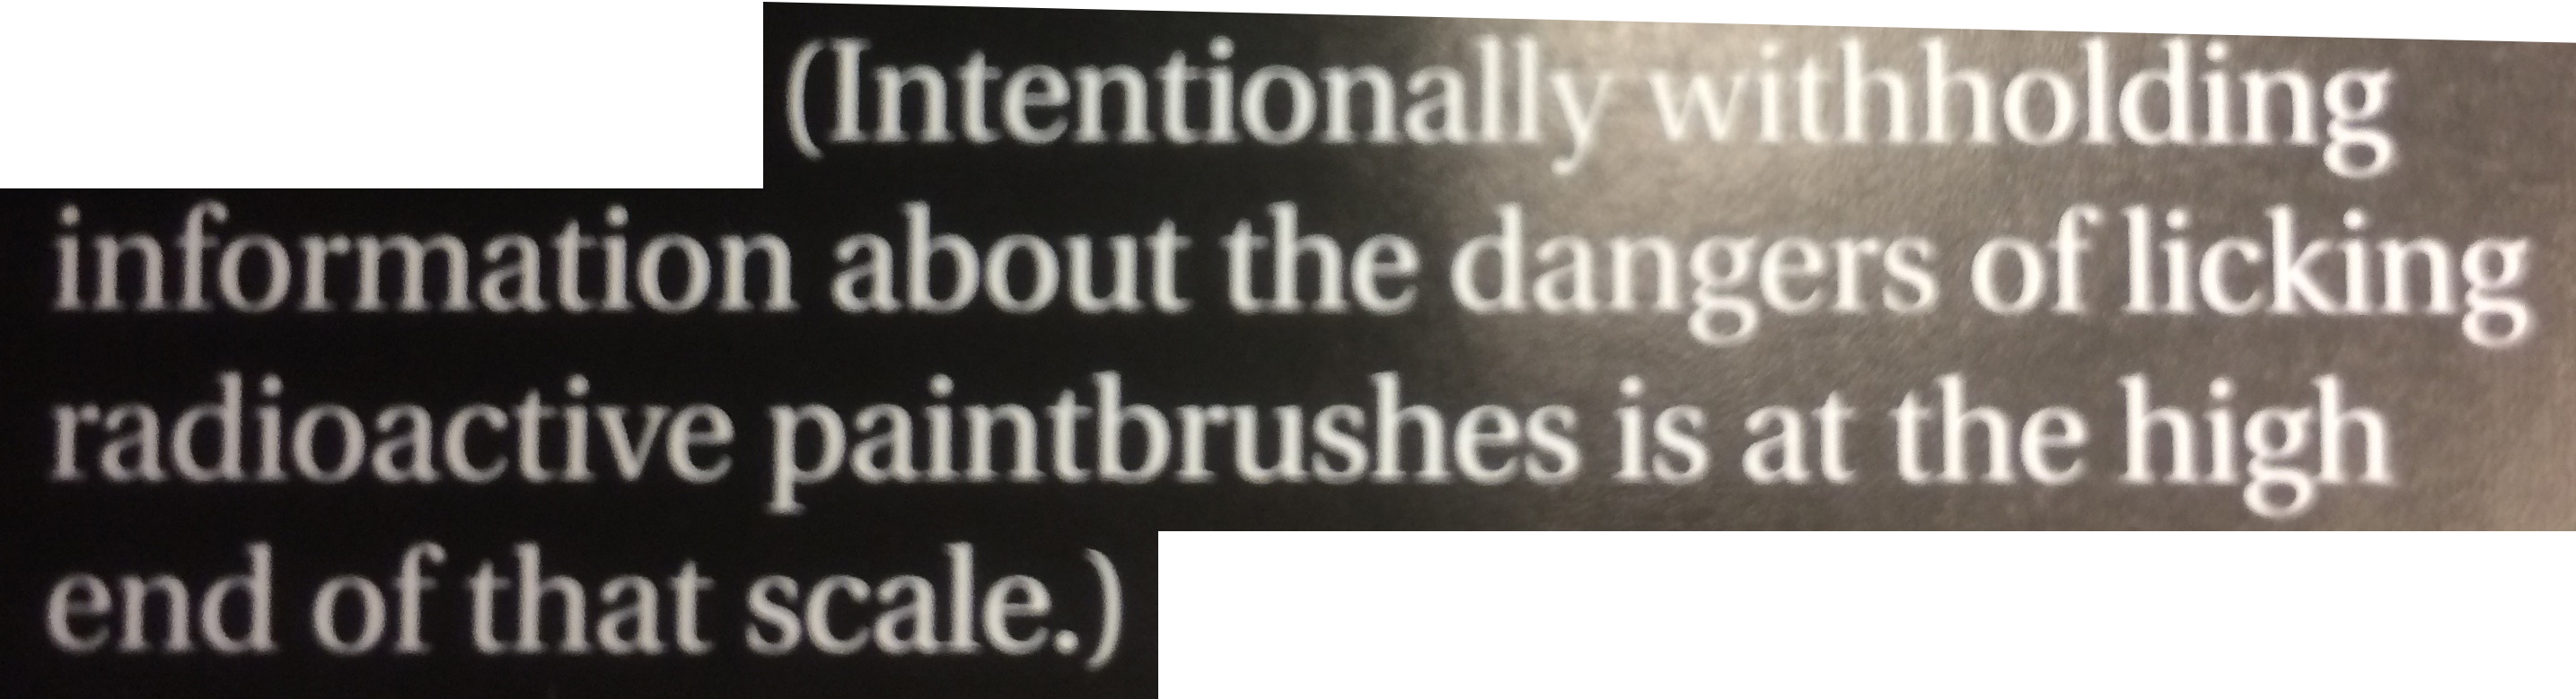 (Intentionally withholding
information about the dangers of licking
radioactive paintbrushes is at the high
end of that scale.)